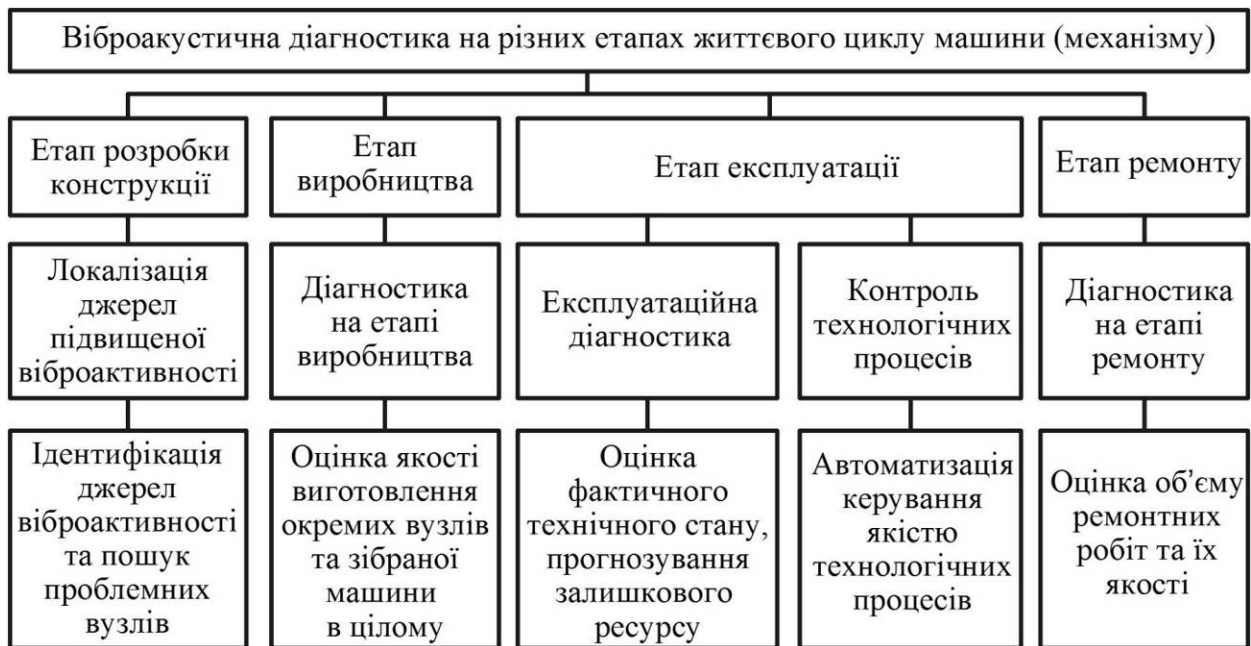 Віброакустична діагностика на різних етапах життєвого циклу машини (механізму)
Етап розробки
конструкції
Етап
виробництва
Етап експлуатації
Етап ремонту
Локалізація
джерел
підвищеної
віброактивності
Діагностика
на етапі
виробництва
Експлуатаційна
діагностика
Контроль
технологічних
процесів
Діагностика
на етапі
ремонту
Ідентифікація
джерел
віброактивності
та пошук
проблемних
вузлів
Оцінка якості
виготовлення
окремих вузлів
та зібраної
машини
в цілому
Оцінка
фактичного
технічного стану,
прогнозування
залишкового
ресурсу
Автоматизація
керування
якістю
технологічних
процесів
Оцінка об’єму
ремонтних
робіт та їх
якості